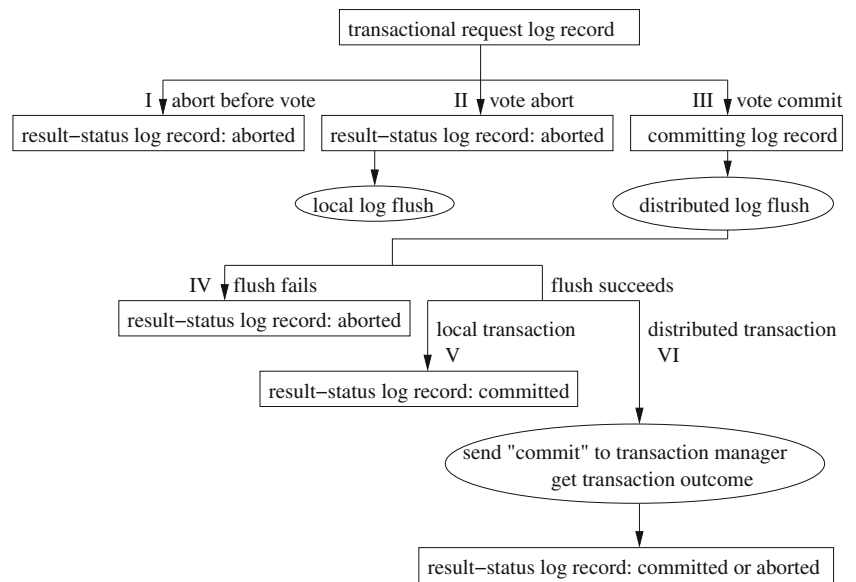 transactional request log record
I abort before vote
II vote abort
III vote commit
result−status log record: aborted
result−status log record: aborted
committing log record
local log flush
distributed log flush
IV flush fails
flush succeeds
result−status log record: aborted
local transaction
V
distributed transaction
VI
result−status log record: committed
send "commit" to transaction manager
get transaction outcome
result−status log record: committed or aborted